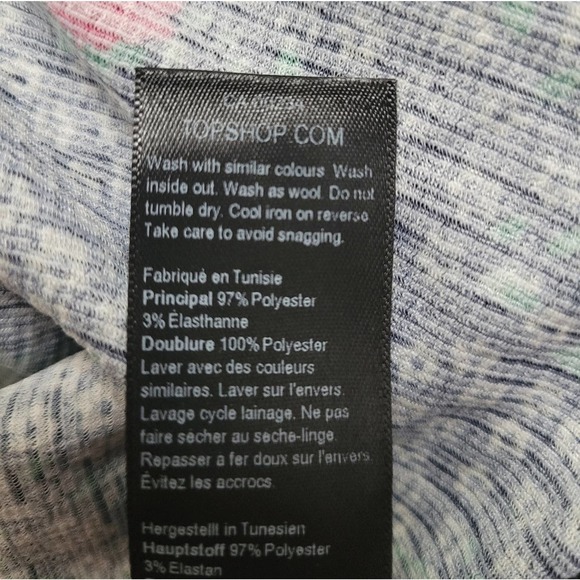 TOPSHOP.COM
Wash with similar colours. Wash
inside out. Wash as wool. Do not
tumble dry. Cool iron on reverse
Take care to avoid snagging.
Fabriqué en Tunisie
Principal 97% Polyester
3% Élasthanne
Doublure 100% Polyester
Laver avec des couleurs
similaires. Laver sur l'envers.
Lavage cycle lainage. Ne pas
faire sécher au sèche-linge.
Repasser a fer doux sur l'envers.
Évitez les accrocs.
Hergestellt in Tunesien
Hauptstoff 97% Polyester
3% Elastan